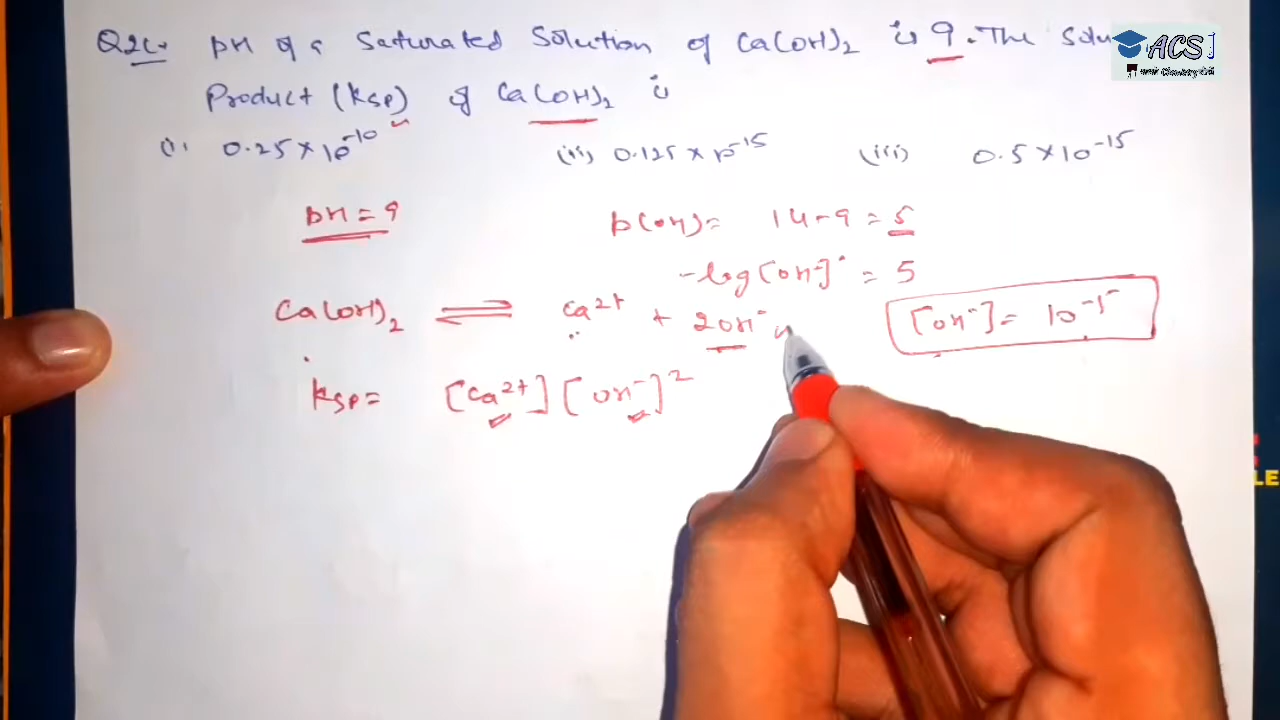 Q26. pH of a Saturated Solution of Ca(OH)2 is 9. The Solu
ACS
Product (Ksp) of Ca(OH)2 is
(i) 0.25 × 10-10 (ii) 0.125 × 10-15 (iii) 0.5 × 10-15
pH = 9 p(OH) = 14 - 9 = 5
-log[OH-] = 5
Ca(OH)2 ⇌ Ca2+ + 2OH- [OH-] = 10-5
Ksp = [Ca2+] [OH-]2
LE